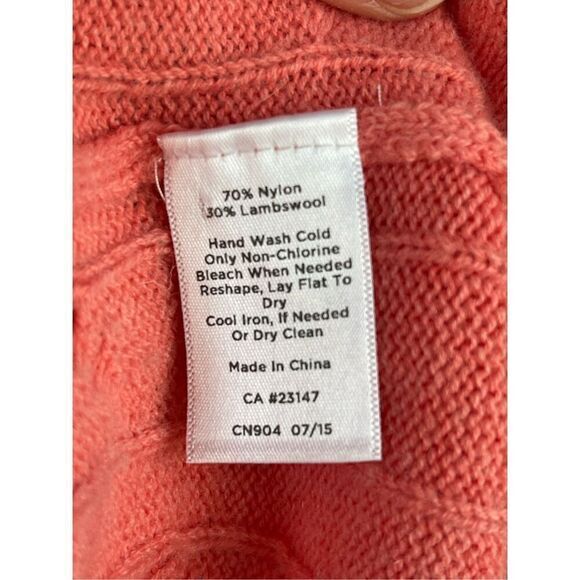 70% Nylon
30% Lambswool
Hand Wash Cold
Only Non-Chlorine
Bleach When Needed
Reshape, Lay Flat To
Dry
Cool Iron, If Needed
Or Dry Clean
Made In China
CA #23147
CN904 07/15